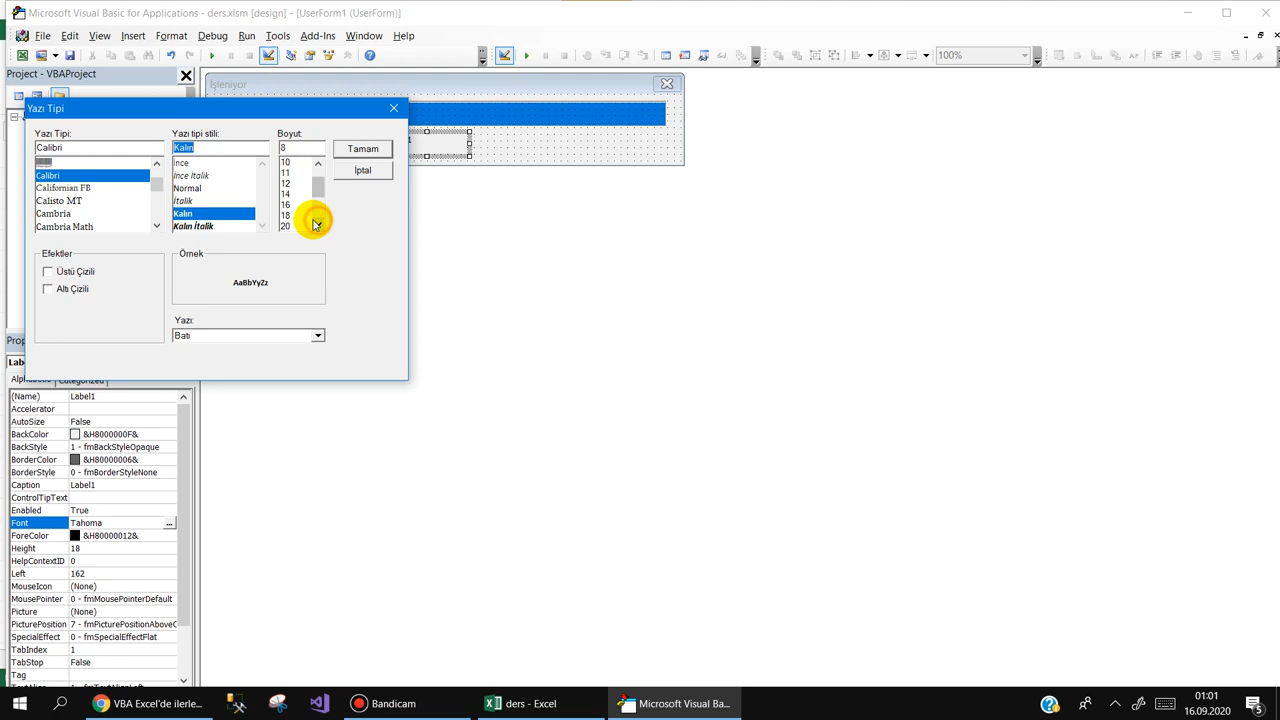 Microsoft Visual Basic for Applications - ders.xlsm [design] - [UserForm1 (UserForm)]
File Edit View Insert Format Debug Run Tools Add-Ins Window Help
100%
Project - VBAProject
İşleniyor
Yazı Tipi
Yazı Tipi:
Calibri
Calibri
Californian FB
Calisto MT
Cambria
Cambria Math
Yazı tipi stili:
Kalın
İnce
İnce İtalik
Normal
İtalik
Kalın
Kalın İtalik
Boyut:
8
10
11
12
14
16
18
20
Tamam
İptal
Efektler
Üstü Çizili
Altı Çizili
Örnek
AaBbYyZz
Yazı:
Batı
(Name) Label1
Accelerator
AutoSize False
BackColor &H8000000F&
BackStyle 1 - fmBackStyleOpaque
BorderColor &H80000006&
BorderStyle 0 - fmBorderStyleNone
Caption Label1
ControlTipText
Enabled True
Font Tahoma ...
ForeColor &H80000012&
Height 18
HelpContextID 0
Left 162
MouseIcon (None)
MousePointer 0 - fmMousePointerDefault
Picture (None)
PicturePosition 7 - fmPicturePositionAboveC
SpecialEffect 0 - fmSpecialEffectFlat
TabIndex 1
TabStop False
Tag
VBA Excel'de ilerle...
Bandicam
ders - Excel
Microsoft Visual Ba...
01:01
16.09.2020
5